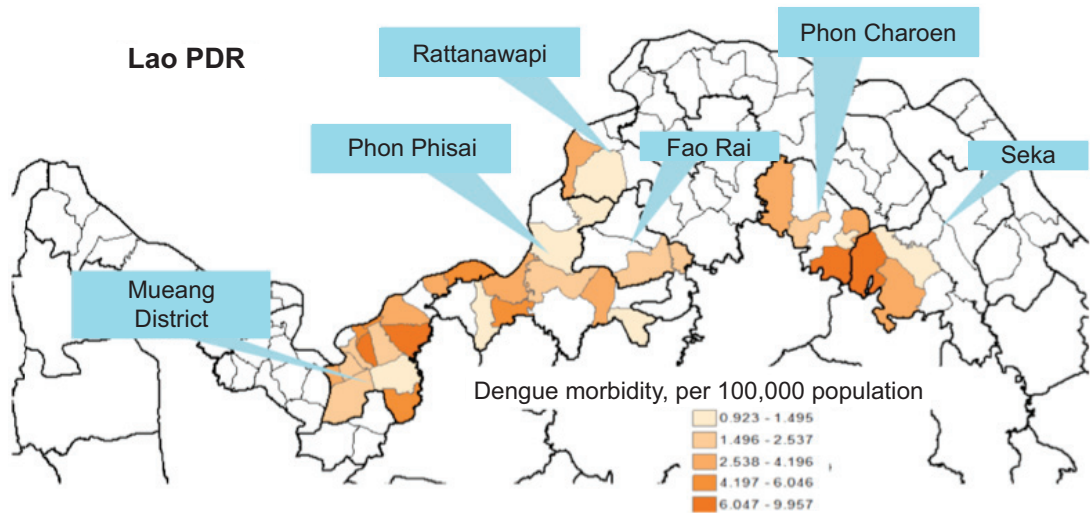 Lao PDR
Rattanawapi
Phon Charoen
Phon Phisai
Fao Rai
Seka
Mueang
District
Dengue morbidity, per 100,000 population
0.923 - 1.495
1.496 - 2.537
2.538 - 4.196
4.197 - 6.046
6.047 - 9.957